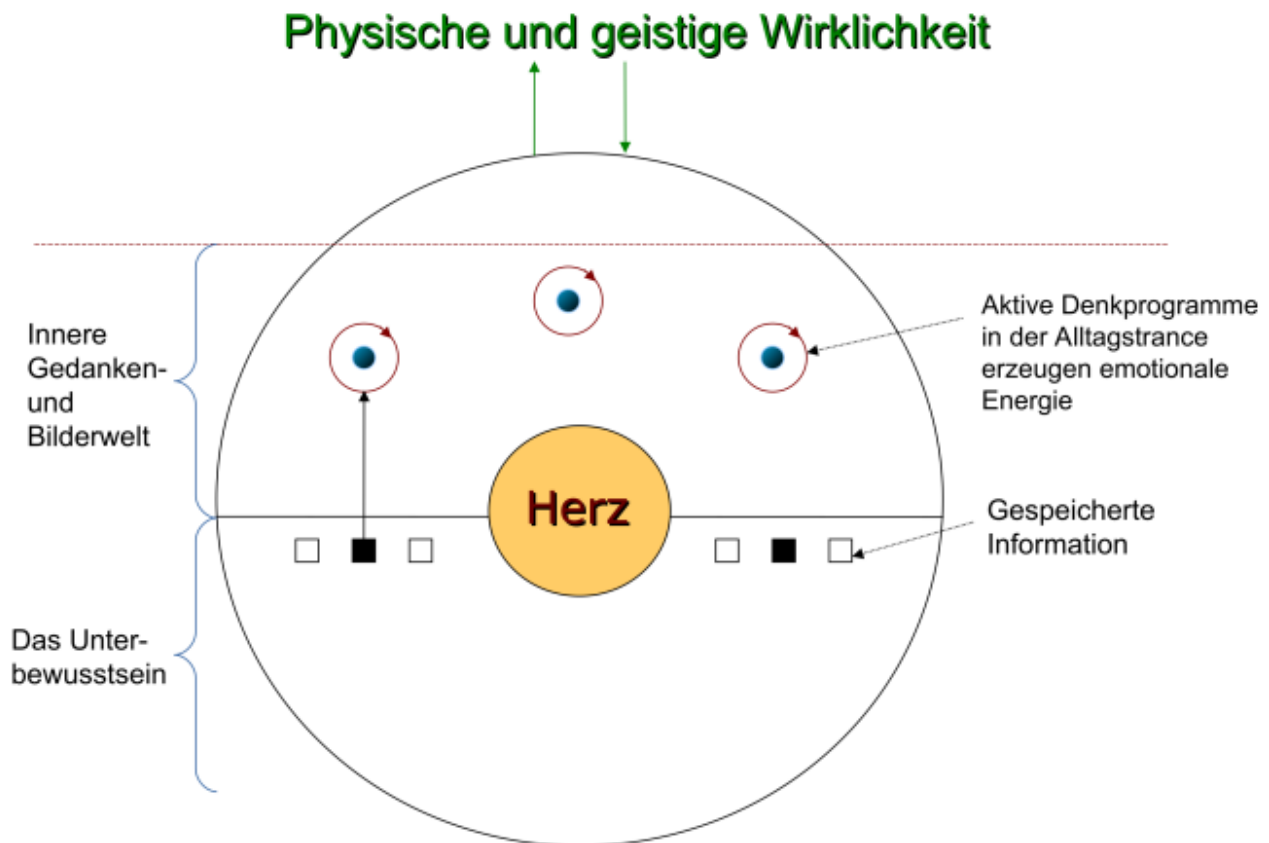 Physische und geistige Wirklichkeit
Innere
Gedanken-
und
Bilderwelt
Aktive Denkprogramme
in der Alltagstrance
erzeugen emotionale
Energie
Herz
Gespeicherte
Information
Das Unter-
bewusstsein